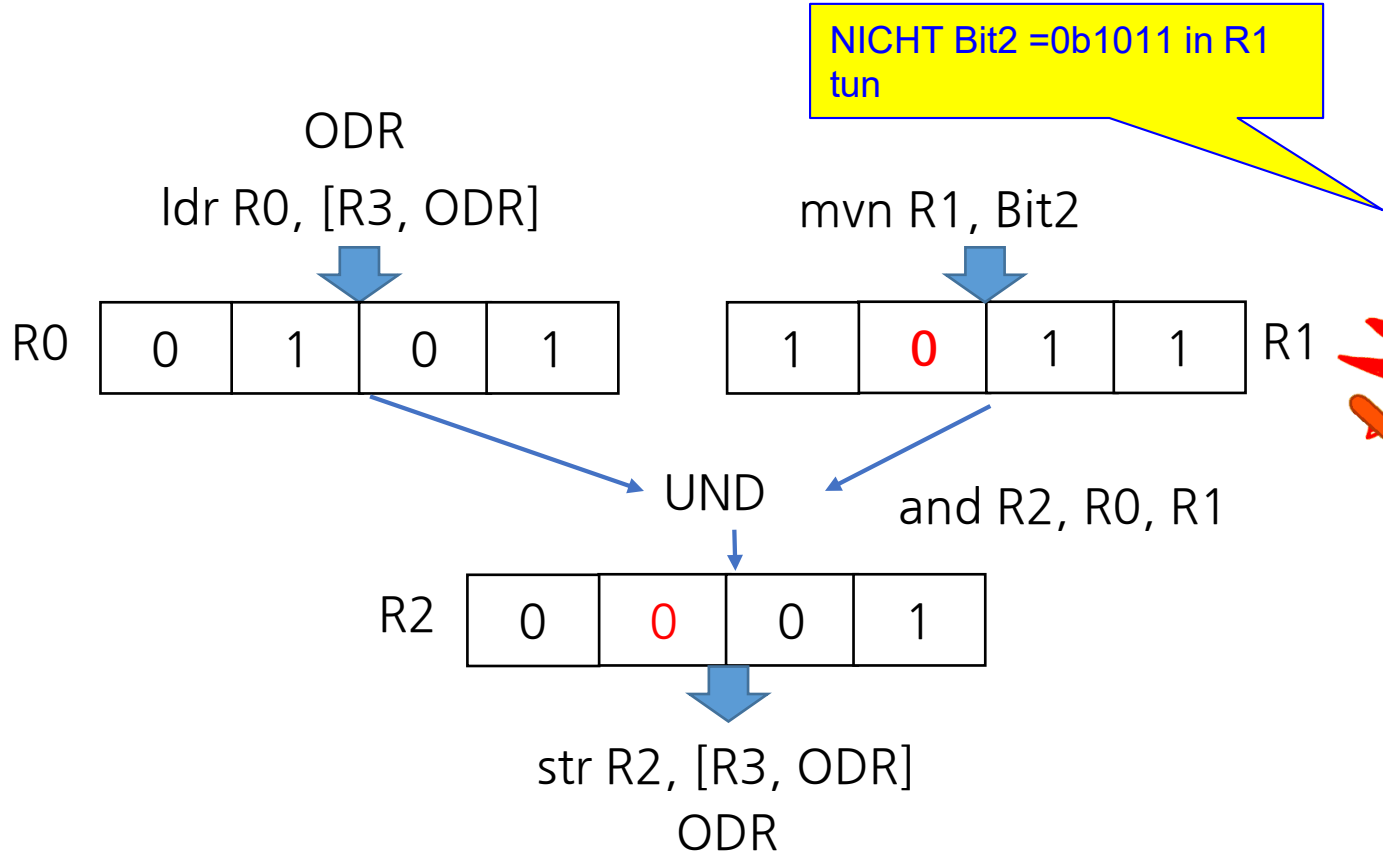 NICHT Bit2 =0b1011 in R1
tun
ODR
ldr R0, [R3, ODR]
mvn R1, Bit2
R0 0 1 0 1
1 0 1 1 R1
UND
and R2, R0, R1
R2 0 0 0 1
str R2, [R3, ODR]
ODR